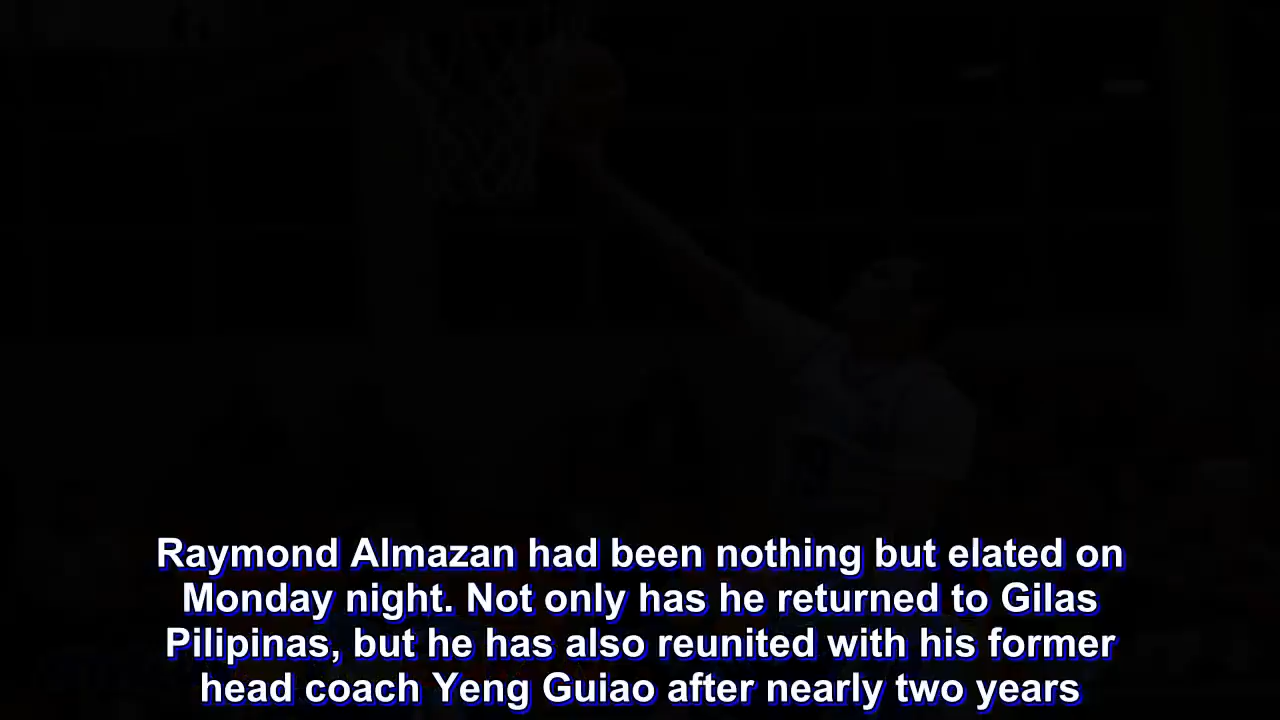 Raymond Almazan had been nothing but elated on
Monday night. Not only has he returned to Gilas
Pilipinas, but he has also reunited with his former
head coach Yeng Guiao after nearly two years